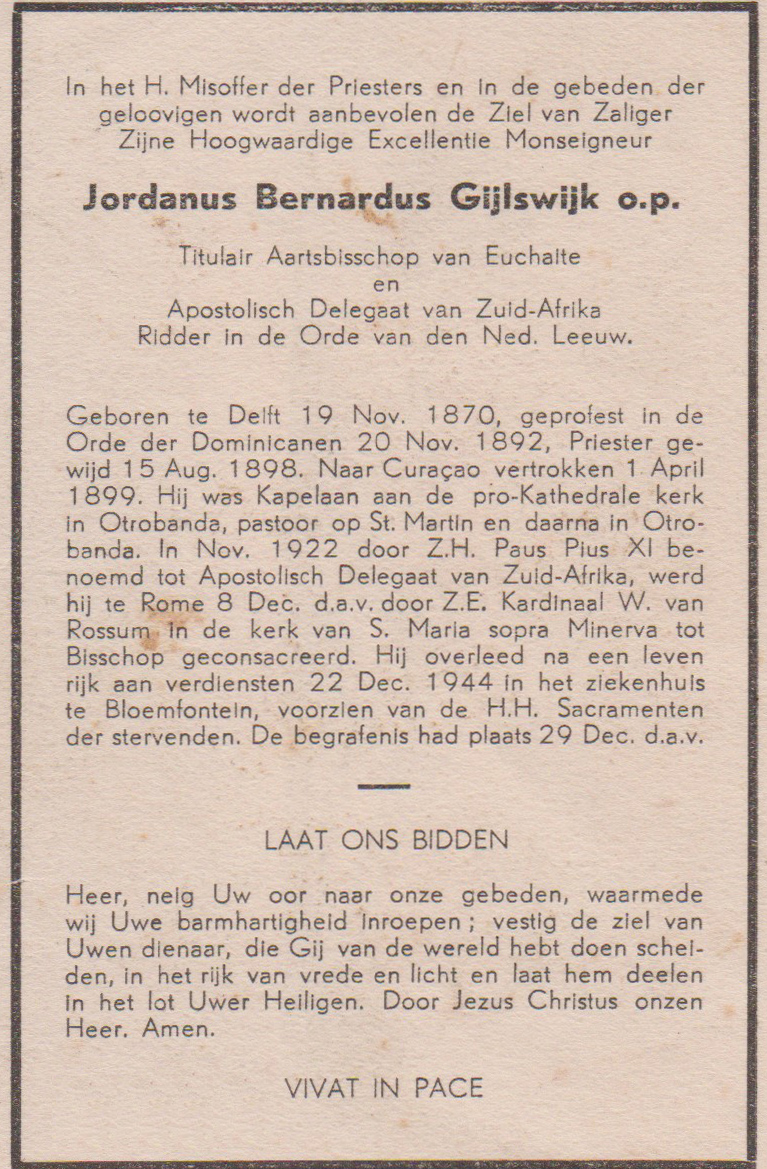 In het H. Misoffer der Priesters en in de gebeden der
geloovigen wordt aanbevolen de Ziel van Zaliger
Zijne Hoogwaardige Excellentie Monseigneur
Jordanus Bernardus Gijlswijk o.p.
Titulair Aartsbisschop van Euchaite
en
Apostolisch Delegaat van Zuid-Afrika
Ridder in de Orde van den Ned. Leeuw.
Geboren te Delft 19 Nov. 1870, geprofest in de
Orde der Dominicanen 20 Nov. 1892, Priester ge-
wijd 15 Aug. 1898. Naar Curaçao vertrokken 1 April
1899. Hij was Kapelaan aan de pro-Kathedrale kerk
in Otrobanda, pastoor op St. Martin en daarna in Otro-
banda. In Nov. 1922 door Z.H. Paus Pius XI be-
noemd tot Apostolisch Delegaat van Zuid-Afrika, werd
hij te Rome 8 Dec. d.a.v. door Z.E. Kardinaal W. van
Rossum in de kerk van S. Maria sopra Minerva tot
Bisschop geconsacreerd. Hij overleed na een leven
rijk aan verdiensten 22 Dec. 1944 in het ziekenhuis
te Bloemfontein, voorzien van de H.H. Sacramenten
der stervenden. De begrafenis had plaats 29 Dec. d.a.v.
LAAT ONS BIDDEN
Heer, neig Uw oor naar onze gebeden, waarmede
wij Uwe barmhartigheid inroepen ; vestig de ziel van
Uwen dienaar, die Gij van de wereld hebt doen schei-
den, in het rijk van vrede en licht en laat hem deelen
in het lot Uwer Heiligen. Door Jezus Christus onzen
Heer. Amen.
VIVAT IN PACE